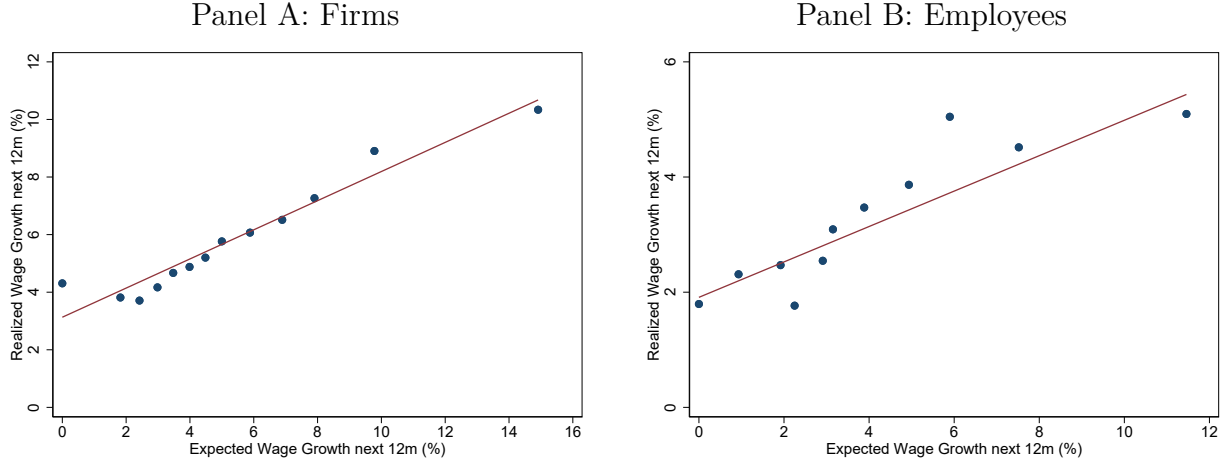 Panel A: Firms
Realized Wage Growth next 12m (%)
12
10
8
6
4
2
0
0 2 4 6 8 10 12 14 16
Expected Wage Growth next 12m (%)
Panel B: Employees
Realized Wage Growth next 12m (%)
6
4
2
0
0 2 4 6 8 10 12
Expected Wage Growth next 12m (%)